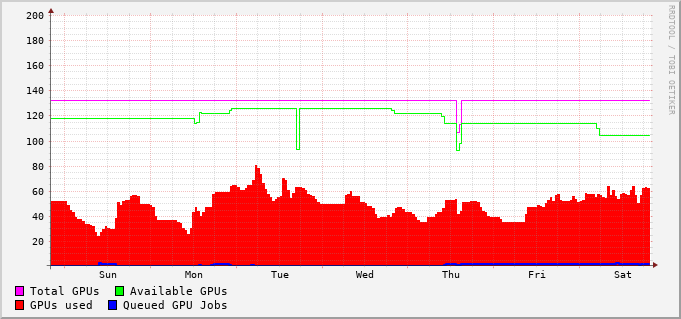 200
180
160
140
120
100
80
60
40
20
Sun Mon Tue Wed Thu Fri Sat
Total GPUs Available GPUs
GPUs used Queued GPU Jobs
RRDTOOL / TOBI OETIKER